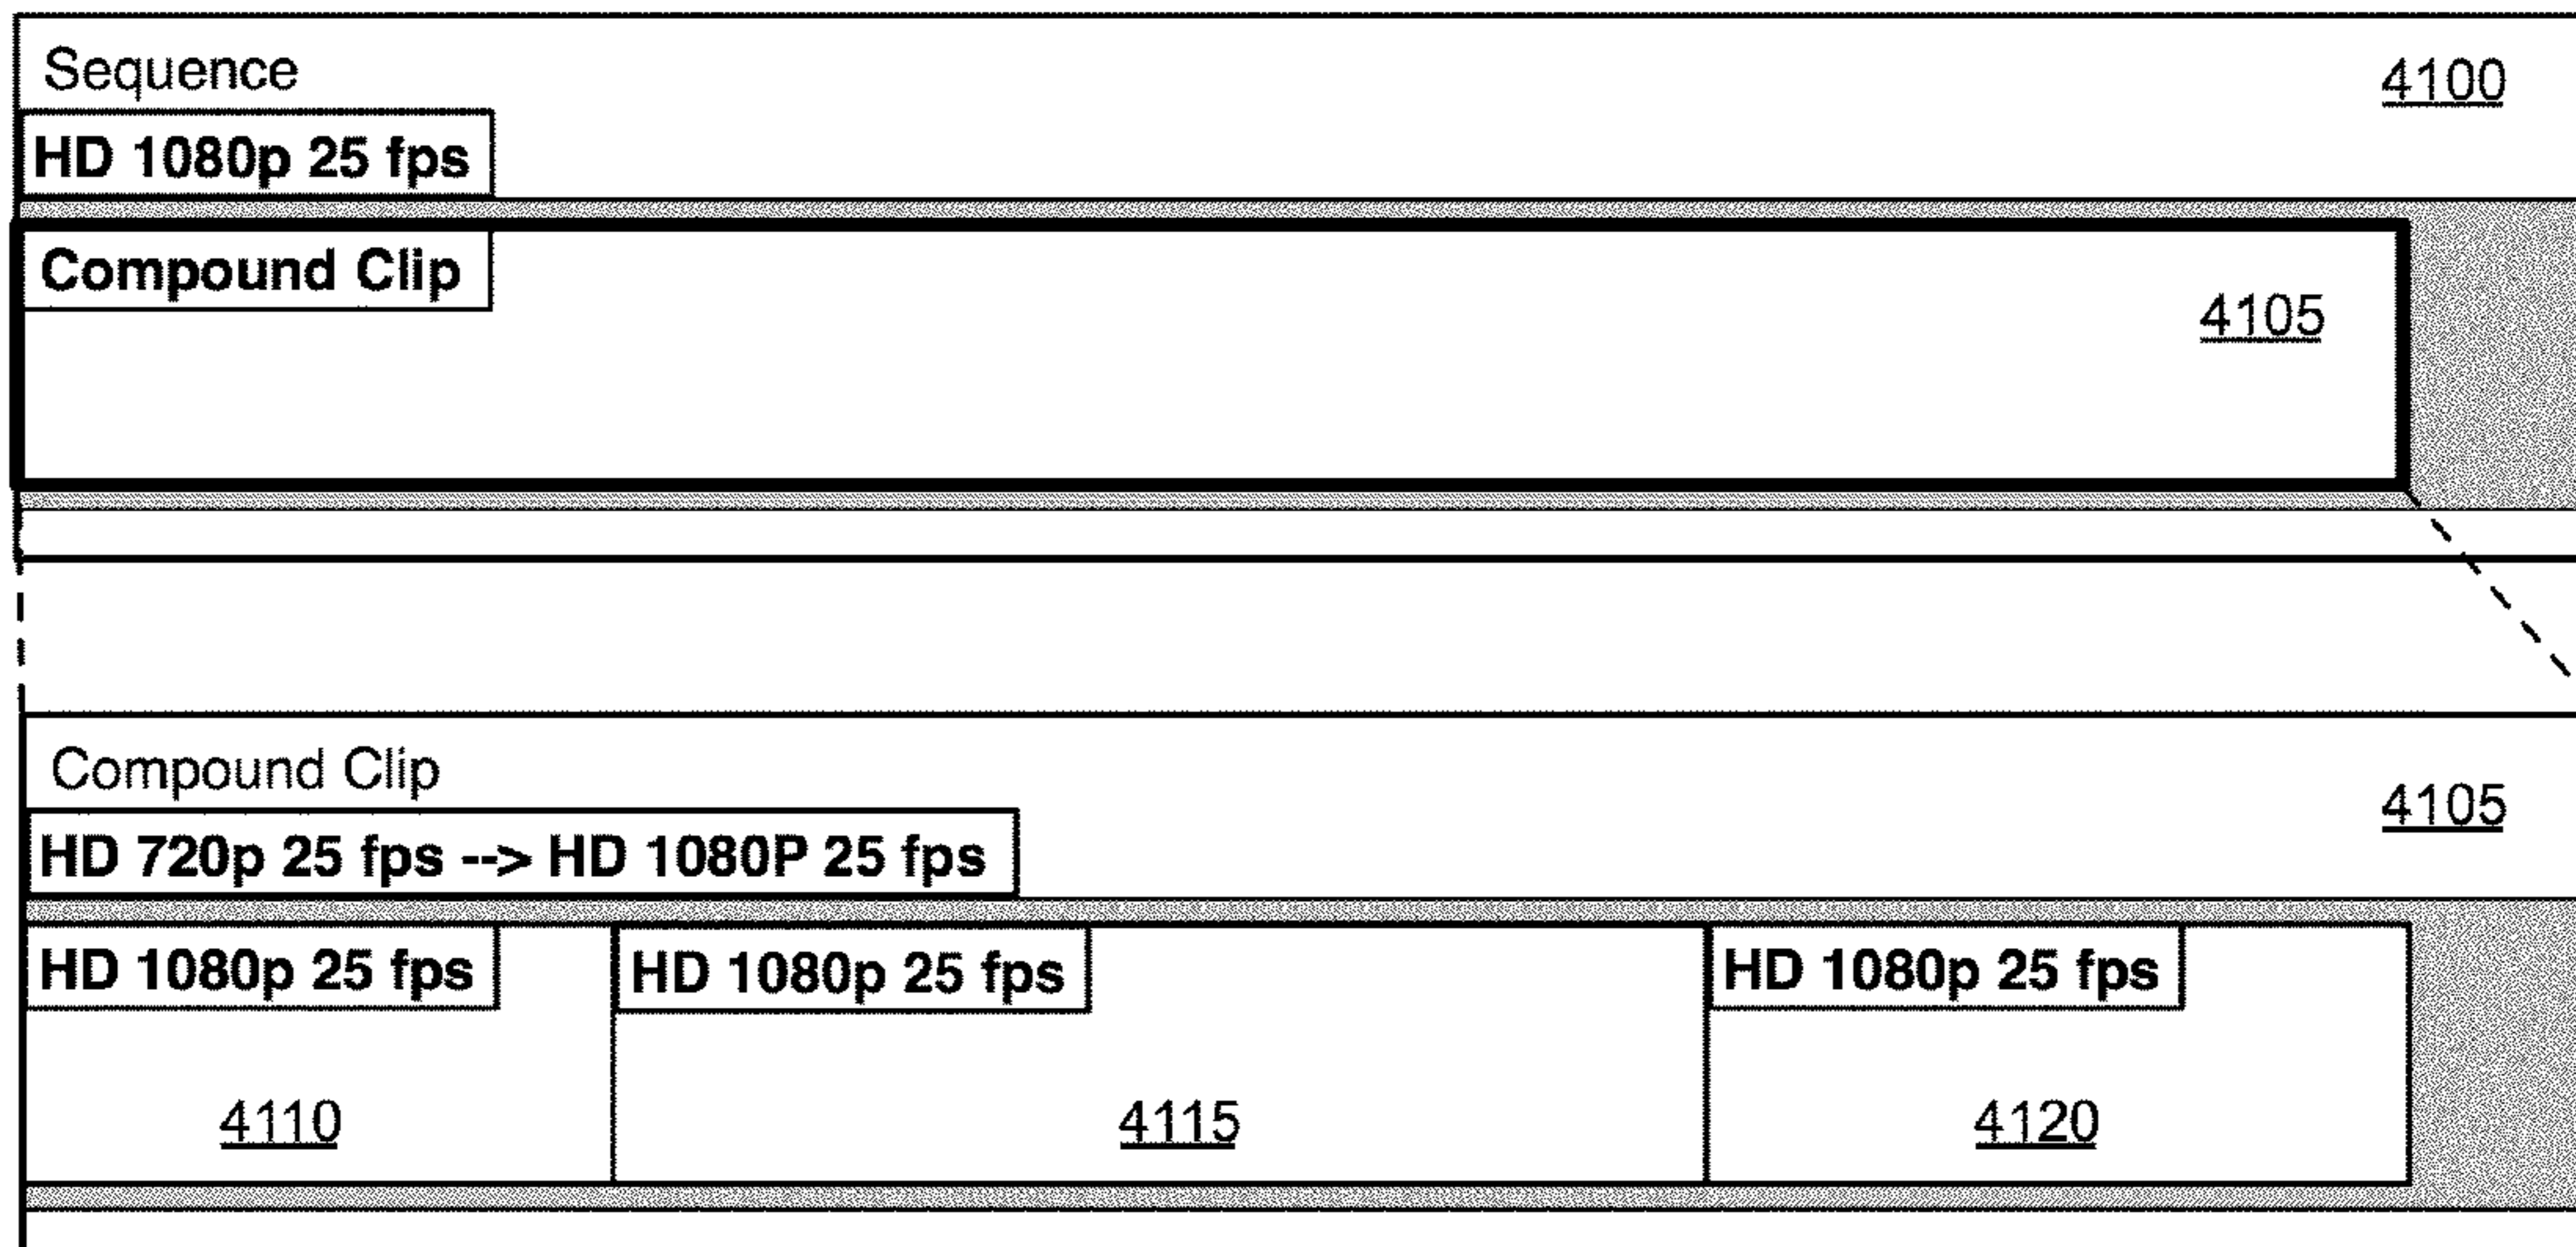 Sequence
4100
HD 1080p 25 fps
Compound Clip
4105
Compound Clip
4105
HD 720p 25 fps --> HD 1080P 25 fps
HD 1080p 25 fps
HD 1080p 25 fps
HD 1080p 25 fps
4110
4115
4120